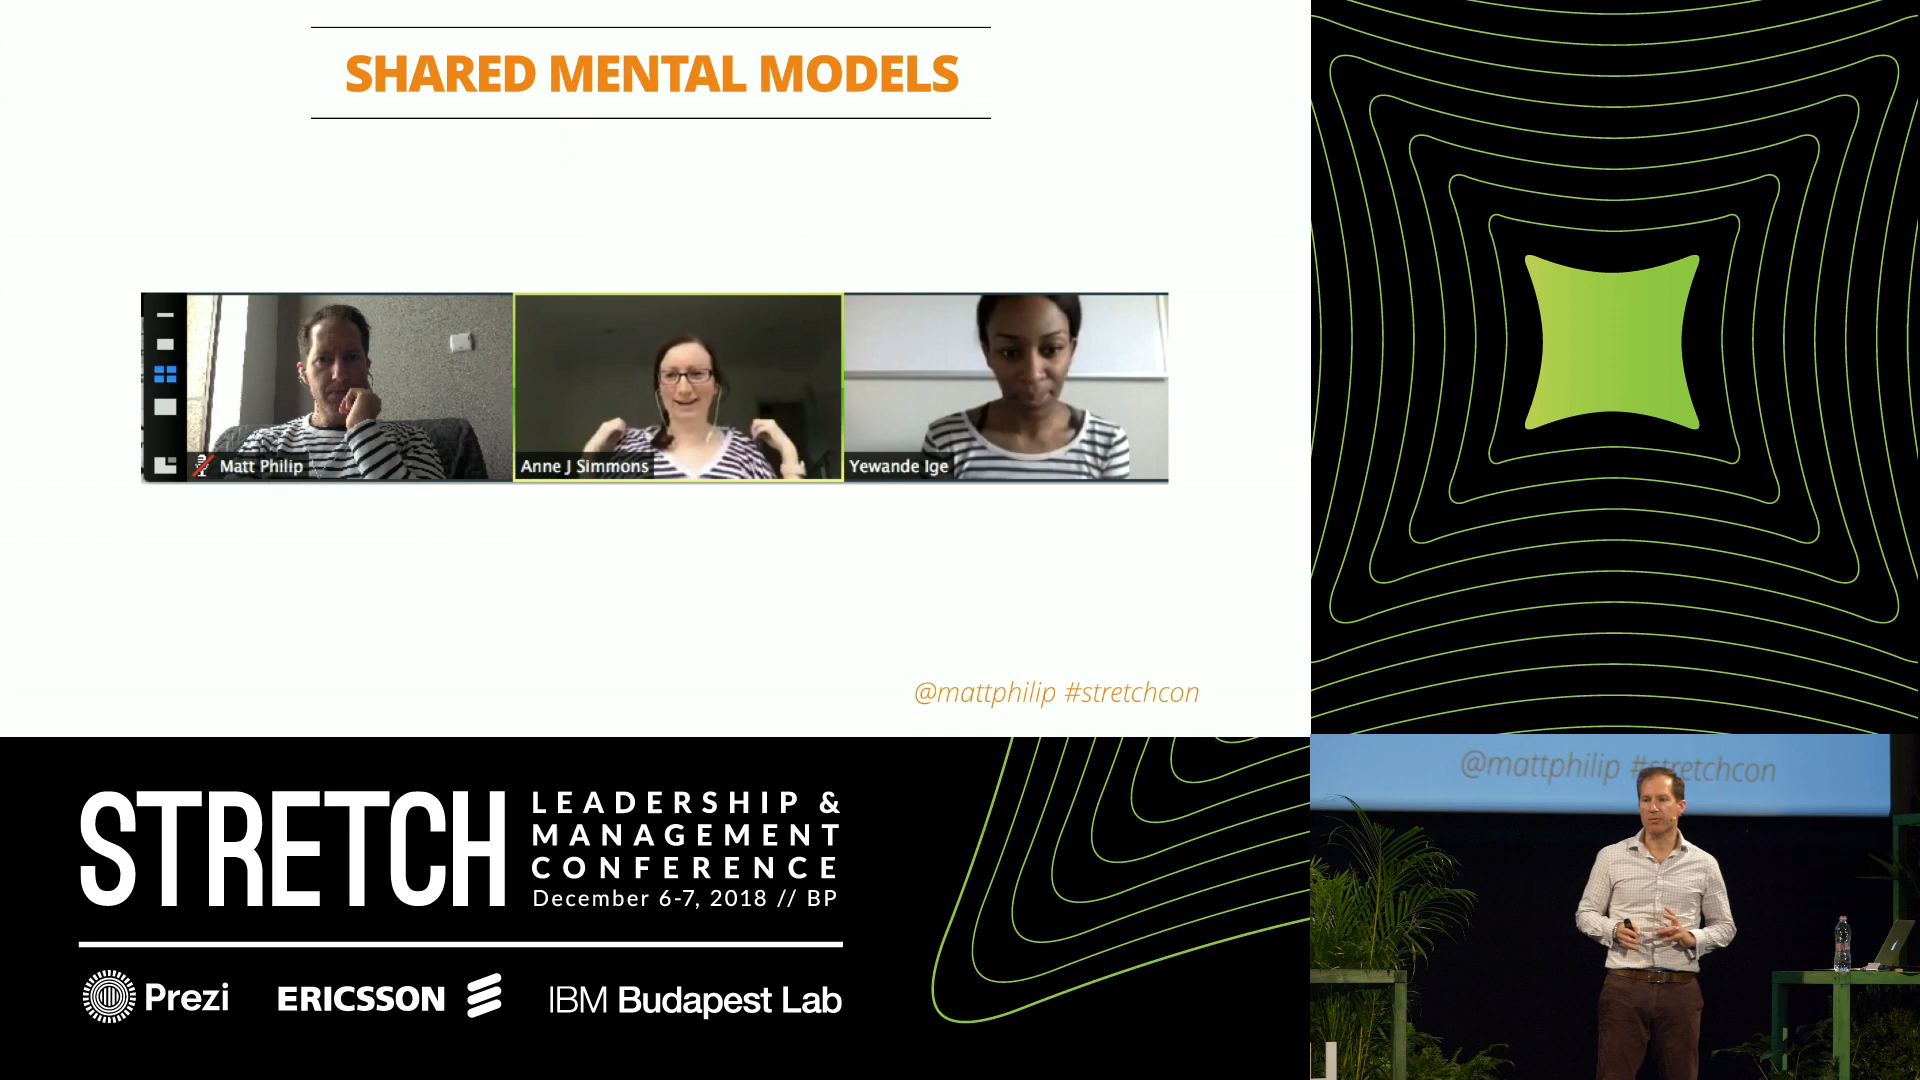 SHARED MENTAL MODELS
Matt Philip
Anne J Simmons
Yewande Ige
@mattphilip #stretchcon
@mattphilip #stretchcon
STRETCH
LEADERSHIP &
MANAGEMENT
CONFERENCE
December 6-7, 2018 // BP
Prezi
ERICSSON
IBM Budapest Lab